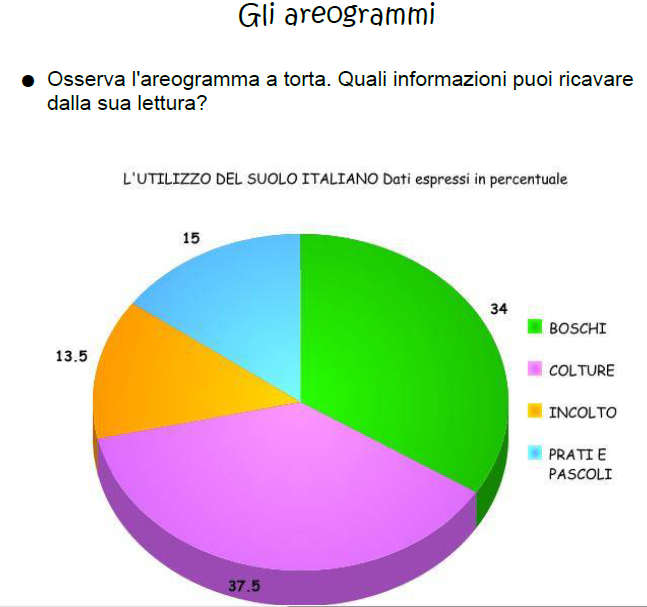 Gli areogrammi
● Osserva l'areogramma a torta. Quali informazioni puoi ricavare
dalla sua lettura?
L'UTILIZZO DEL SUOLO ITALIANO Dati espressi in percentuale
15
34
13.5
37.5
BOSCHI
COLTURE
INCOLTO
PRATI E
PASCOLI